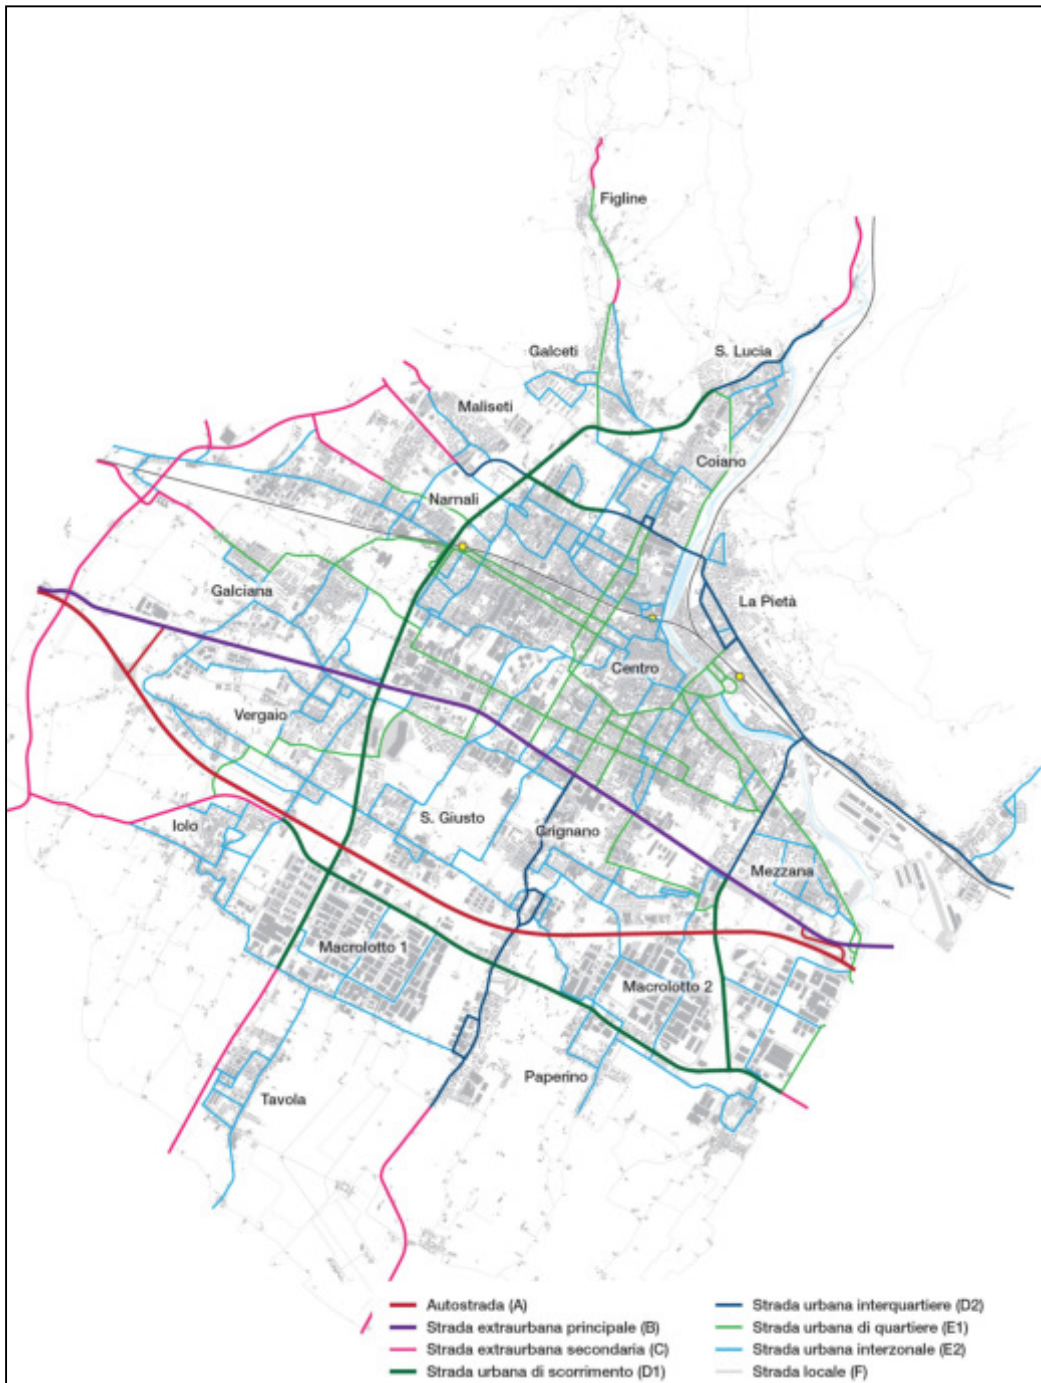 Figline
Galceti
S. Lucia
Maliseti
Coiano
Narnali
Galciana
La Pietà
Centro
Vergaio
S. Giusto
Iolo
Grignano
Mezzana
Macrolotto 1
Macrolotto 2
Paperino
Tavola
Autostrada (A)
Strada extraurbana principale (B)
Strada extraurbana secondaria (C)
Strada urbana di scorrimento (D1)
Strada urbana interquartiere (D2)
Strada urbana di quartiere (E1)
Strada urbana interzonale (E2)
Strada locale (F)